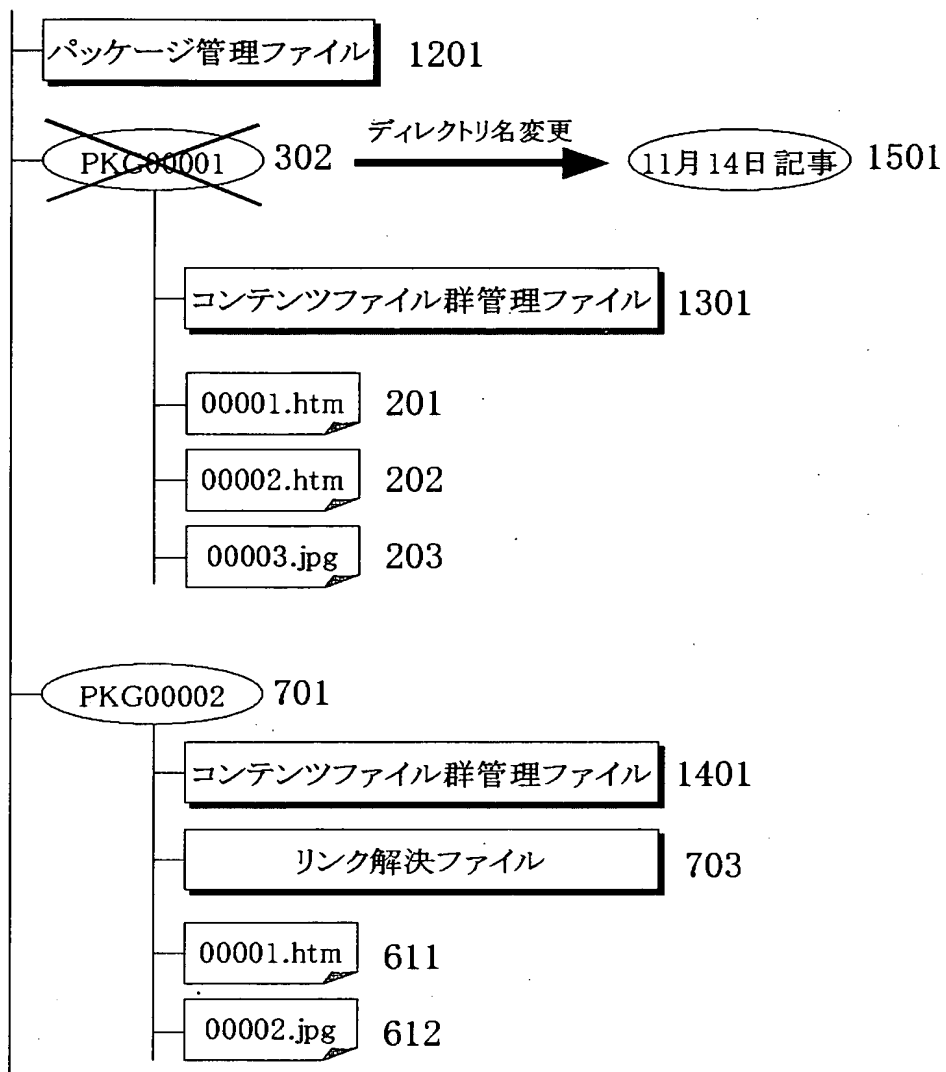 パッケージ管理ファイル 1201
PKG00001 302 ディレクトリ名変更 11月14日記事 1501
コンテンツファイル群管理ファイル 1301
00001.htm 201
00002.htm 202
00003.jpg 203
PKG00002 701
コンテンツファイル群管理ファイル 1401
リンク解決ファイル 703
00001.htm 611
00002.jpg 612